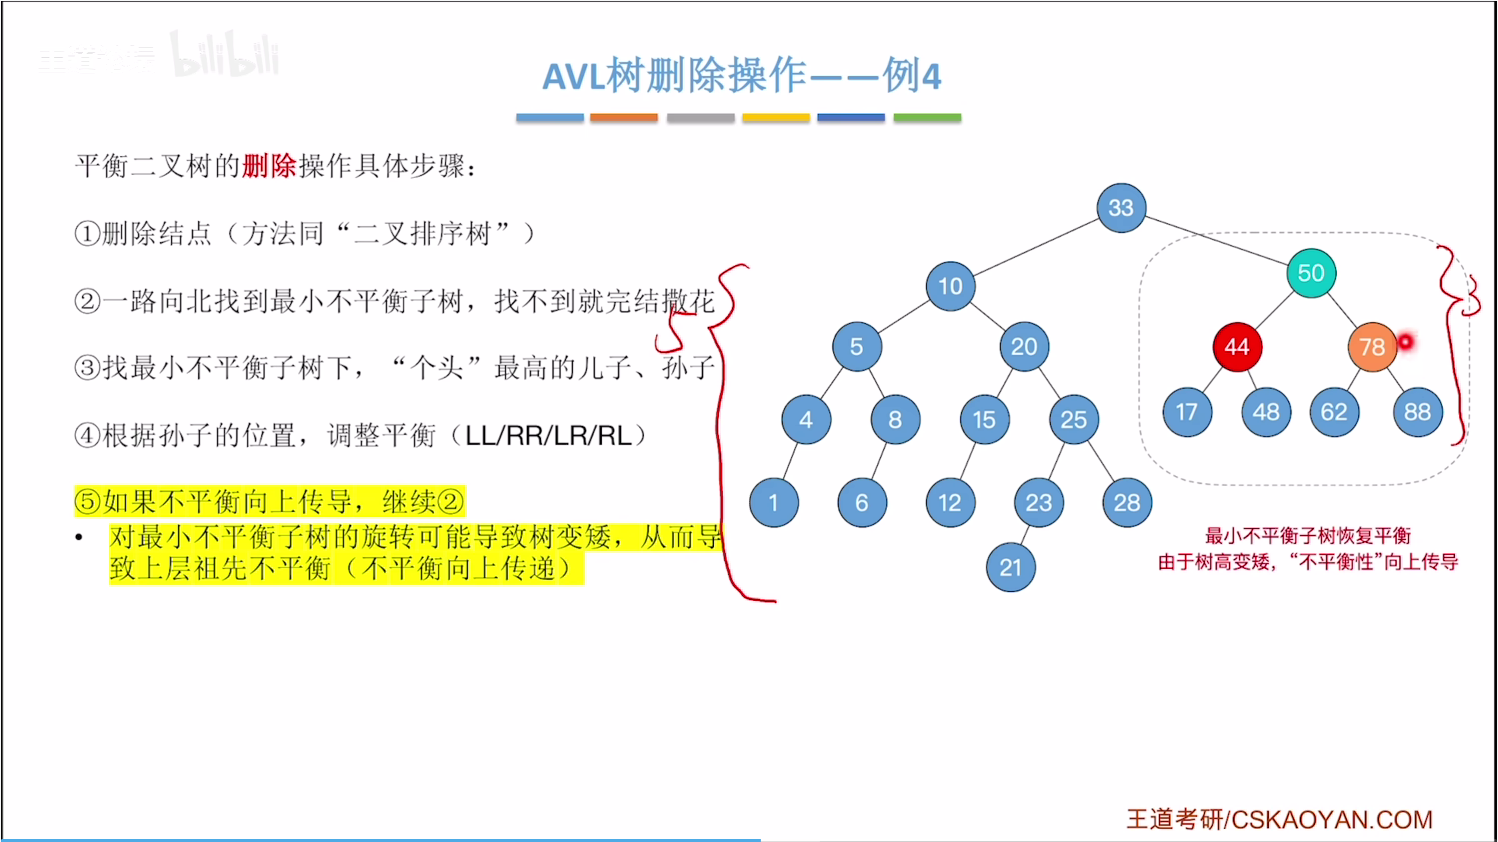 bilibili
AVL树删除操作——例4
平衡二叉树的删除操作具体步骤：
①删除结点（方法同“二叉排序树”）
②一路向北找到最小不平衡子树，找不到就完结撒花
③找最小不平衡子树下，“个头”最高的儿子、孙子
④根据孙子的位置，调整平衡（LL/RR/LR/RL）
⑤如果不平衡向上传导，继续②
• 对最小不平衡子树的旋转可能导致树变矮，从而导
致上层祖先不平衡（不平衡向上传递）
33
10
50
5
20
44
78
4
8
15
25
17
48
62
88
1
6
12
23
28
21
5
3
最小不平衡子树恢复平衡
由于树高变矮，“不平衡性”向上传导
王道考研/CSKAOYAN.COM